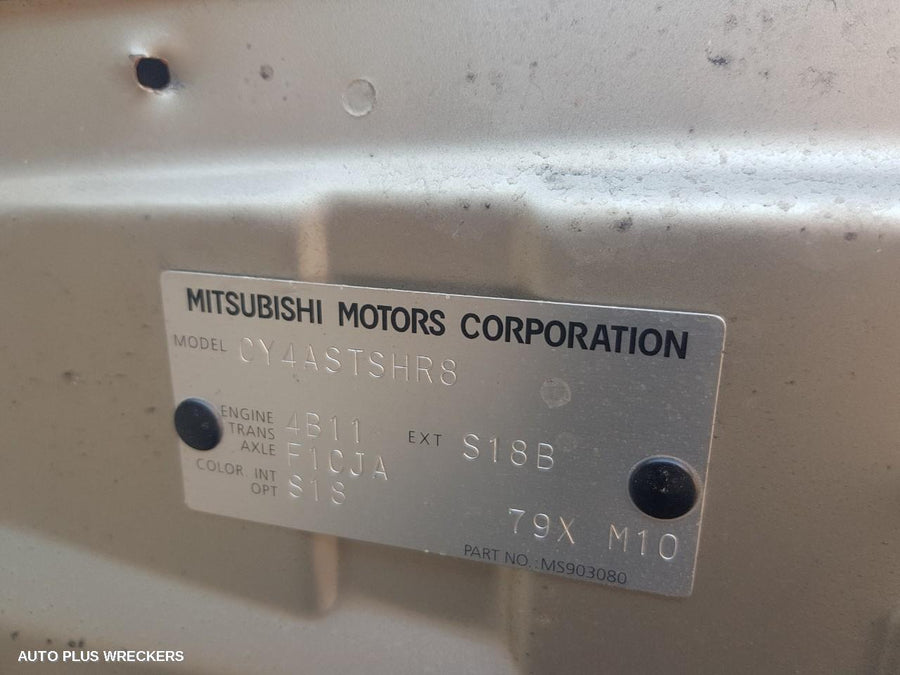 MITSUBISHI MOTORS CORPORATION
MODEL CY4ASTSHR8
ENGINE 4B11 EXT S18B
TRANS AXLE F1CJA
COLOR INT OPT S18
79X M10
PART NO. MS903080
AUTO PLUS WRECKERS